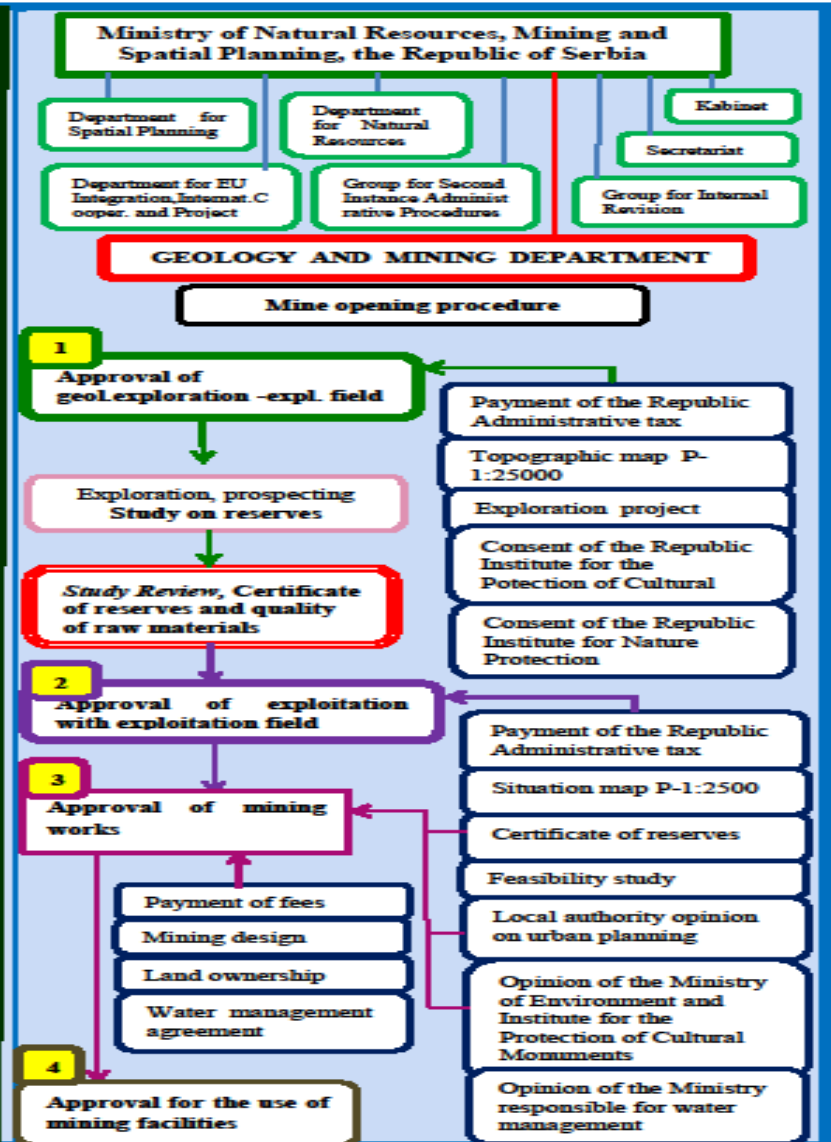 Ministry of Natural Resources, Mining and
Spatial Planning, the Republic of Serbia
Department for
Spatial Planning
Department
for Natural
Resources
Kabinet
Secretariat
Department for EU
Integration,Internat.C
ooper. and Project
Group for Second
Instance Administ
rative Procedures
Group for Internal
Revision
GEOLOGY AND MINING DEPARTMENT
Mine opening procedure
1
Approval of
geol.exploration -expl. field
Payment of the Republic
Administrative tax
Topographic map P-
1:25000
Exploration project
Consent of the Republic
Institute for the
Potection of Cultural
Consent of the Republic
Institute for Nature
Protection
Exploration, prospecting
Study on reserves
Study Review, Certificate
of reserves and quality
of raw materials
2
Approval of exploitation
with exploitation field
Payment of the Republic
Administrative tax
Situation map P-1:2500
Certificate of reserves
Feasibility study
Local authority opinion
on urban planning
Opinion of the Ministry
of Environment and
Institute for the
Protection of Cultural
Monuments
Opinion of the Ministry
responsible for water
management
3
Approval of mining
works
Payment of fees
Mining design
Land ownership
Water management
agreement
4
Approval for the use of
mining facilities